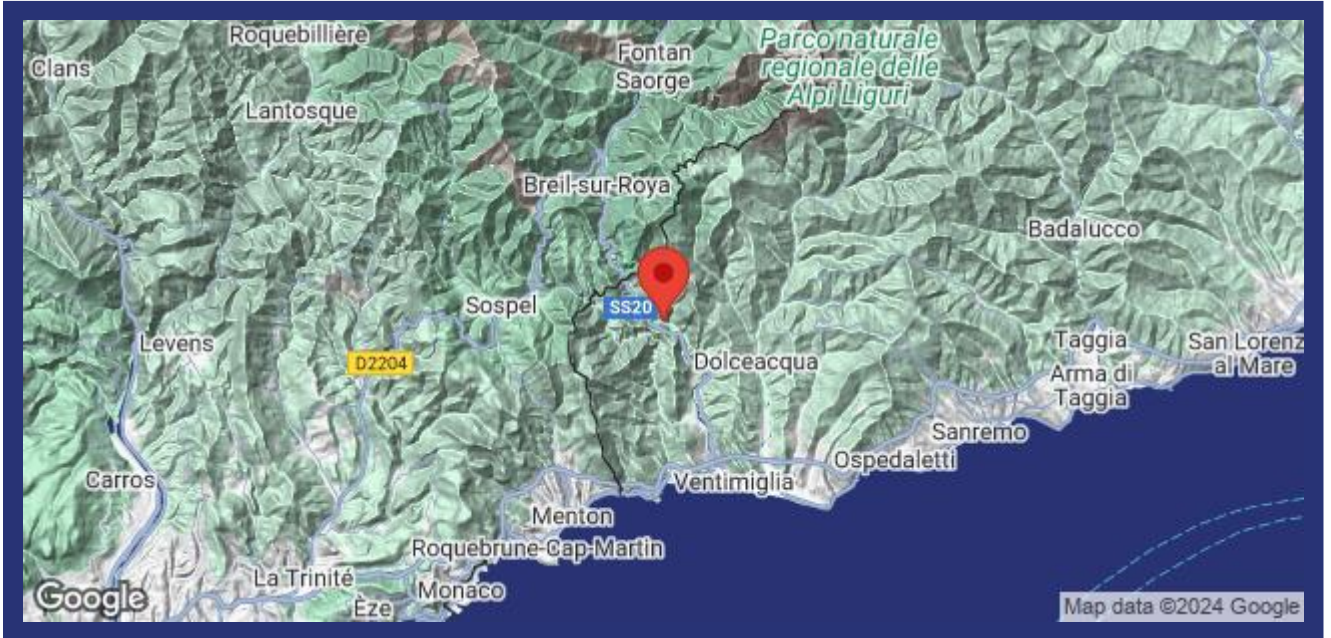 Roquebillière
Clans
Lantosque
Fontan
Saorge
Parco naturale
regionale delle
Alpi Liguri
Breil-sur-Roya
Badalucco
Sospel
SS20
Levens
D2204
Dolceacqua
Taggia
San Lorenz
al Mare
Arma di
Taggia
Sanremo
Ospedaletti
Carros
Ventimiglia
Menton
Roquebrune-Cap-Martin
La Trinité
Monaco
Èze
Google
Map data ©2024 Google